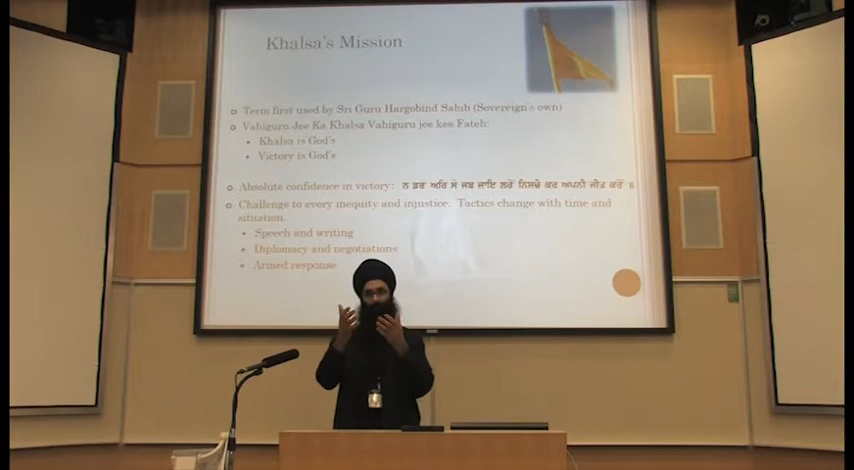 Khalsa's Mission
Term first used by Sri Guru Hargobind Sahib (Sovereign's own)
Vahiguru Jee Ka Khalsa Vahiguru jee kee Fateh:
Khalsa is God's
Victory is God's
Absolute confidence in victory: ਨ ਡਰ ਅਰਿ ਸੋ ਜਬ ਜਾਇ ਲਰੋਂ ਨਿਸਚੈ ਕਰ ਅਪਨੀ ਜੀਤ ਕਰੋਂ ॥
Challenge to every inequity and injustice. Tactics change with time and
situation.
Speech and writing
Diplomacy and negotiations
Armed response